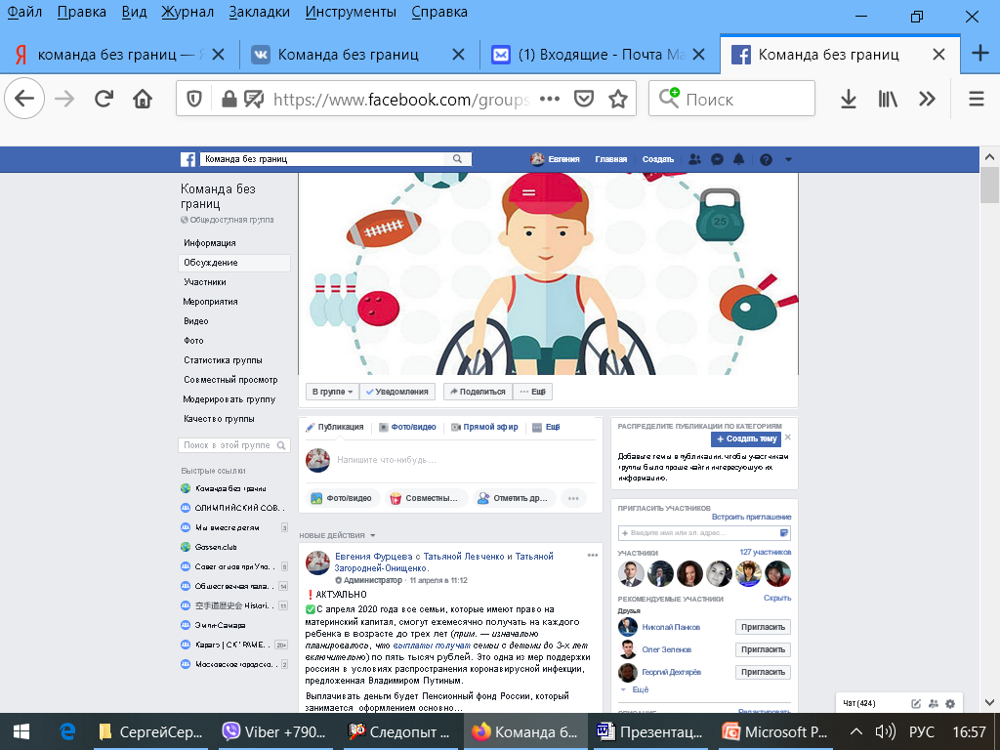 Файл Правка Вид Журнал Закладки Инструменты Справка
команда без границ — Я
Команда без границ
(1) Входящие - Почта Ма
Команда без границ
https://www.facebook.com/groups
Поиск
Команда без границ
Евгения Главная Создать
Команда без
границ
Общедоступная группа
Информация
Обсуждение
Участники
Мероприятия
Видео
Фото
Статистика группы
Совместный просмотр
Модерировать группу
Качество группы
Поиск в этой группе
Быстрые ссылки
Команда без границ
ОЛИМПИЙСКИЙ СОВ...
Мы вместе детям 3
Gossen.club
Совет отцов при Упо... 5
Общественная пала... 14
空手道歴史会 Histori... 11
Эмпи-Самара
Каратэ | СК "РАМЕ... 20+
Московское городско... 2
25
В группе
Уведомления
Поделиться
Ещё
Публикация
Фото/видео
Прямой эфир
Ещё
Напишите что-нибудь...
Фото/видео
Совместны...
Отметить др...
НОВЫЕ ДЕЙСТВИЯ
Евгения Фурцева с Татьяной Левченко и Татьяной
Загородней-Онищенко.
Администратор · 11 апреля в 11:12
❗АКТУАЛЬНО
✅С апреля 2020 года все семьи, которые имеют право на
материнский капитал, смогут ежемесячно получать на каждого
ребенка в возрасте до трех лет (прим. — изначально
планировалось, что выплаты получат семьи с детьми до 3-х лет
включительно) по пять тысяч рублей. Это одна из мер поддержки
россиян в условиях распространения коронавирусной инфекции,
предложенная Владимиром Путиным.
Выплачивать деньги будет Пенсионный фонд России, который
занимается оформлением основно...
РАСПРЕДЕЛИТЕ ПУБЛИКАЦИИ ПО КАТЕГОРИЯМ
+ Создать тему
Добавьте темы в публикации, чтобы участникам
группы было проще найти интересующую их
информацию.
ПРИГЛАСИТЬ УЧАСТНИКОВ
Встроить приглашение
+ Введите имя или эл. адрес...
УЧАСТНИКИ 127 участников
РЕКОМЕНДУЕМЫЕ УЧАСТНИКИ Скрыть
Друзья
Николай Панков Пригласить
Олег Зеленов Пригласить
Георгий Дехтярёв Пригласить
Ещё
ОПИСАНИЕ Редактировать
Чат (424)
СергейСер...
Viber +790...
Следопыт ...
Команда б...
Презентац...
Microsoft P...
РУС
16:57